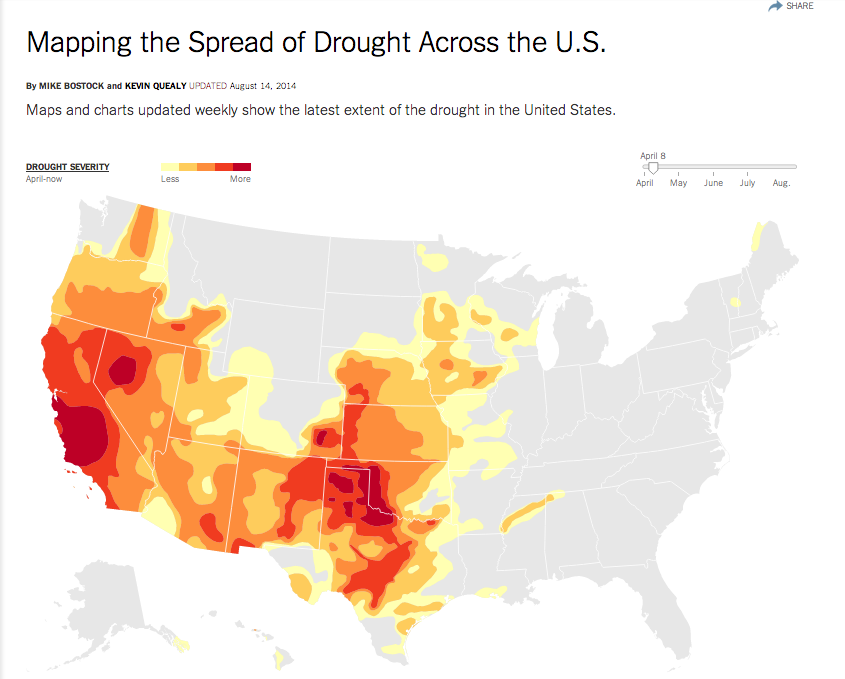 SHARE
Mapping the Spread of Drought Across the U.S.
By MIKE BOSTOCK and KEVIN QUEALY UPDATED August 14, 2014
Maps and charts updated weekly show the latest extent of the drought in the United States.
DROUGHT SEVERITY
April-now
Less More
April 8
April May June July Aug.